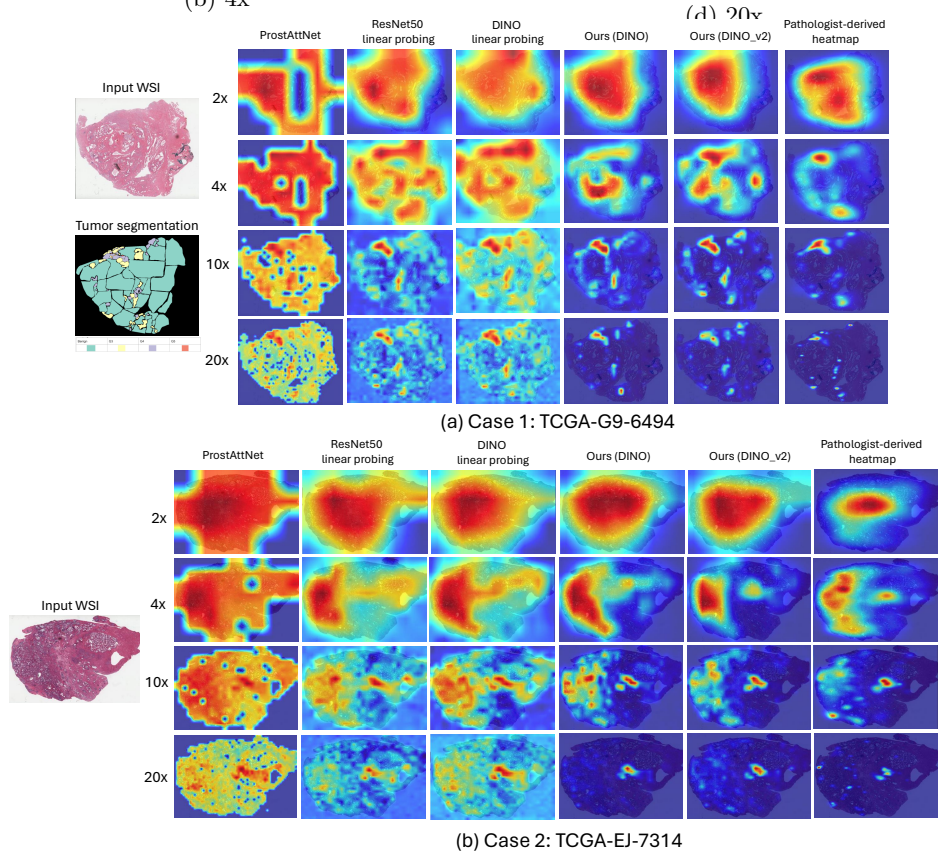 (b) 4x
(d) 20x
ProstAttNet
ResNet50
linear probing
DINO
linear probing
Ours (DINO)
Ours (DINO_v2)
Pathologist-derived
heatmap
Input WSI
2x
4x
Tumor segmentation
10x
20x
(a) Case 1: TCGA-G9-6494
ProstAttNet
ResNet50
linear probing
DINO
linear probing
Ours (DINO)
Ours (DINO_v2)
Pathologist-derived
heatmap
2x
4x
Input WSI
10x
20x
(b) Case 2: TCGA-EJ-7314